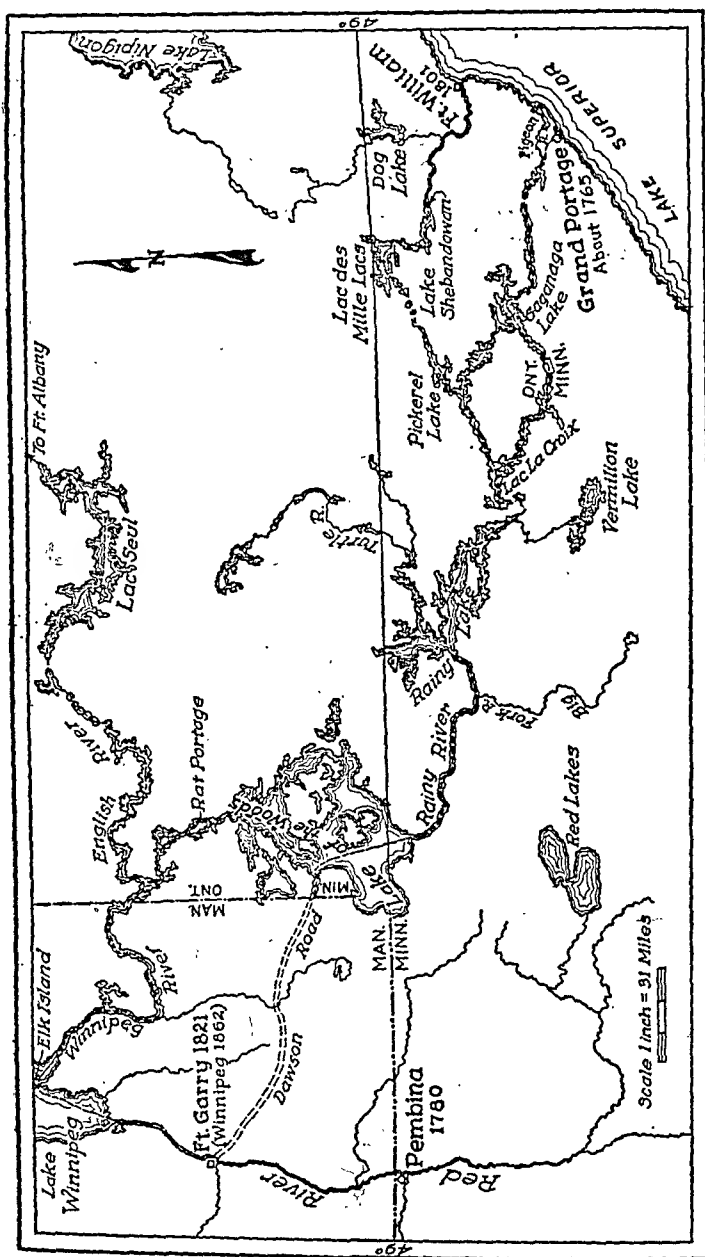 49°
Lake Nipigon
Ft. William
1801
LAKE SUPERIOR
Dog
Lake
Pigeon
Grand Portage
About 1765
N
Lac des
Mille Lacs
Lake
Shebandowan
Saganaga
Lake
To Ft. Albany
Pickerel
Lake
ONT.
MINN.
Lac La Croix
Lac Seul
Turtle
R.
Vermilion
Lake
Rainy
Lake
River
English
Rat Portage
Rainy River
Big
Fork R.
Lake
of
the
Woods
Red Lakes
MAN.
ONT.
MIN.
MAN.
MINN.
Elk Island
Winnipeg
River
Road
Dawson
Lake
Winnipeg
Ft. Garry 1821
(Winnipeg 1862)
Pembina
1780
Red
River
Scale 1 inch = 31 Miles
49°